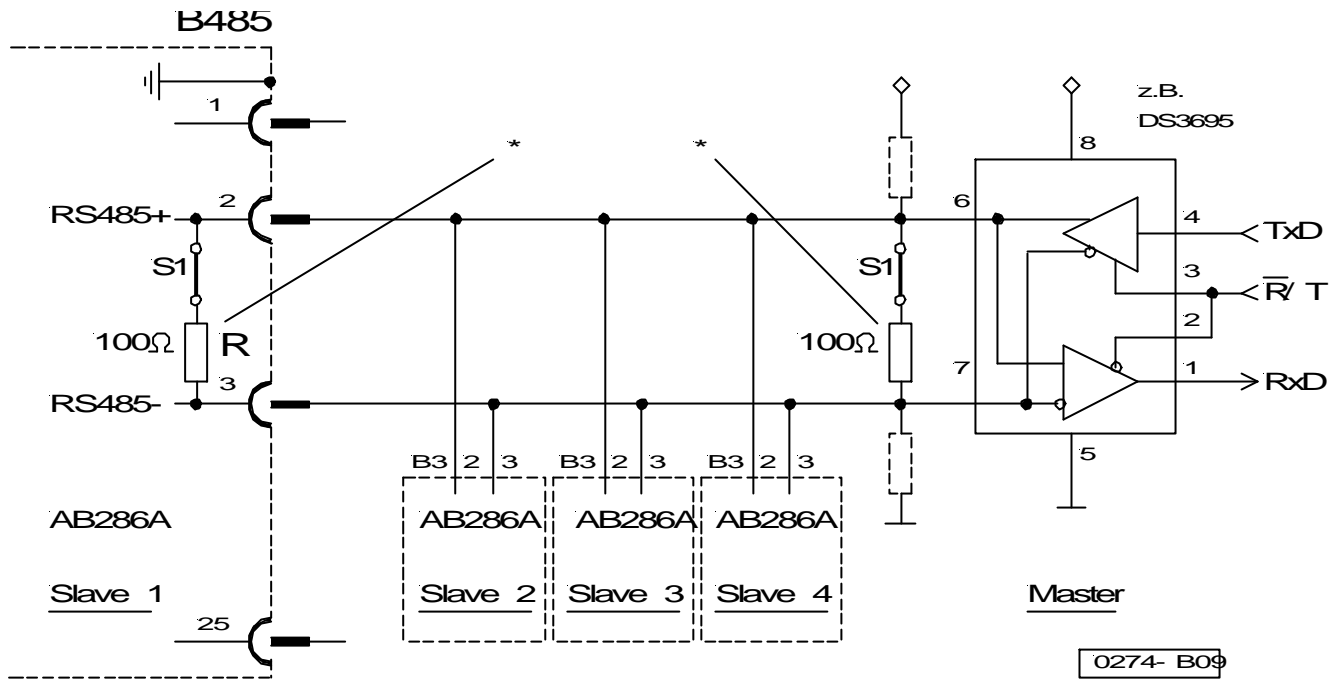 B485
z.B.
DS3695
1
*
*
8
RS485+
2
6
4
TxD
S1
S1
3
R/ T
100Ω
R
100Ω
2
3
7
1
RxD
RS485-
5
B3 2 3
B3 2 3
B3 2 3
AB286A
AB286A
AB286A
AB286A
Slave 1
Slave 2
Slave 3
Slave 4
Master
25
0274- B09